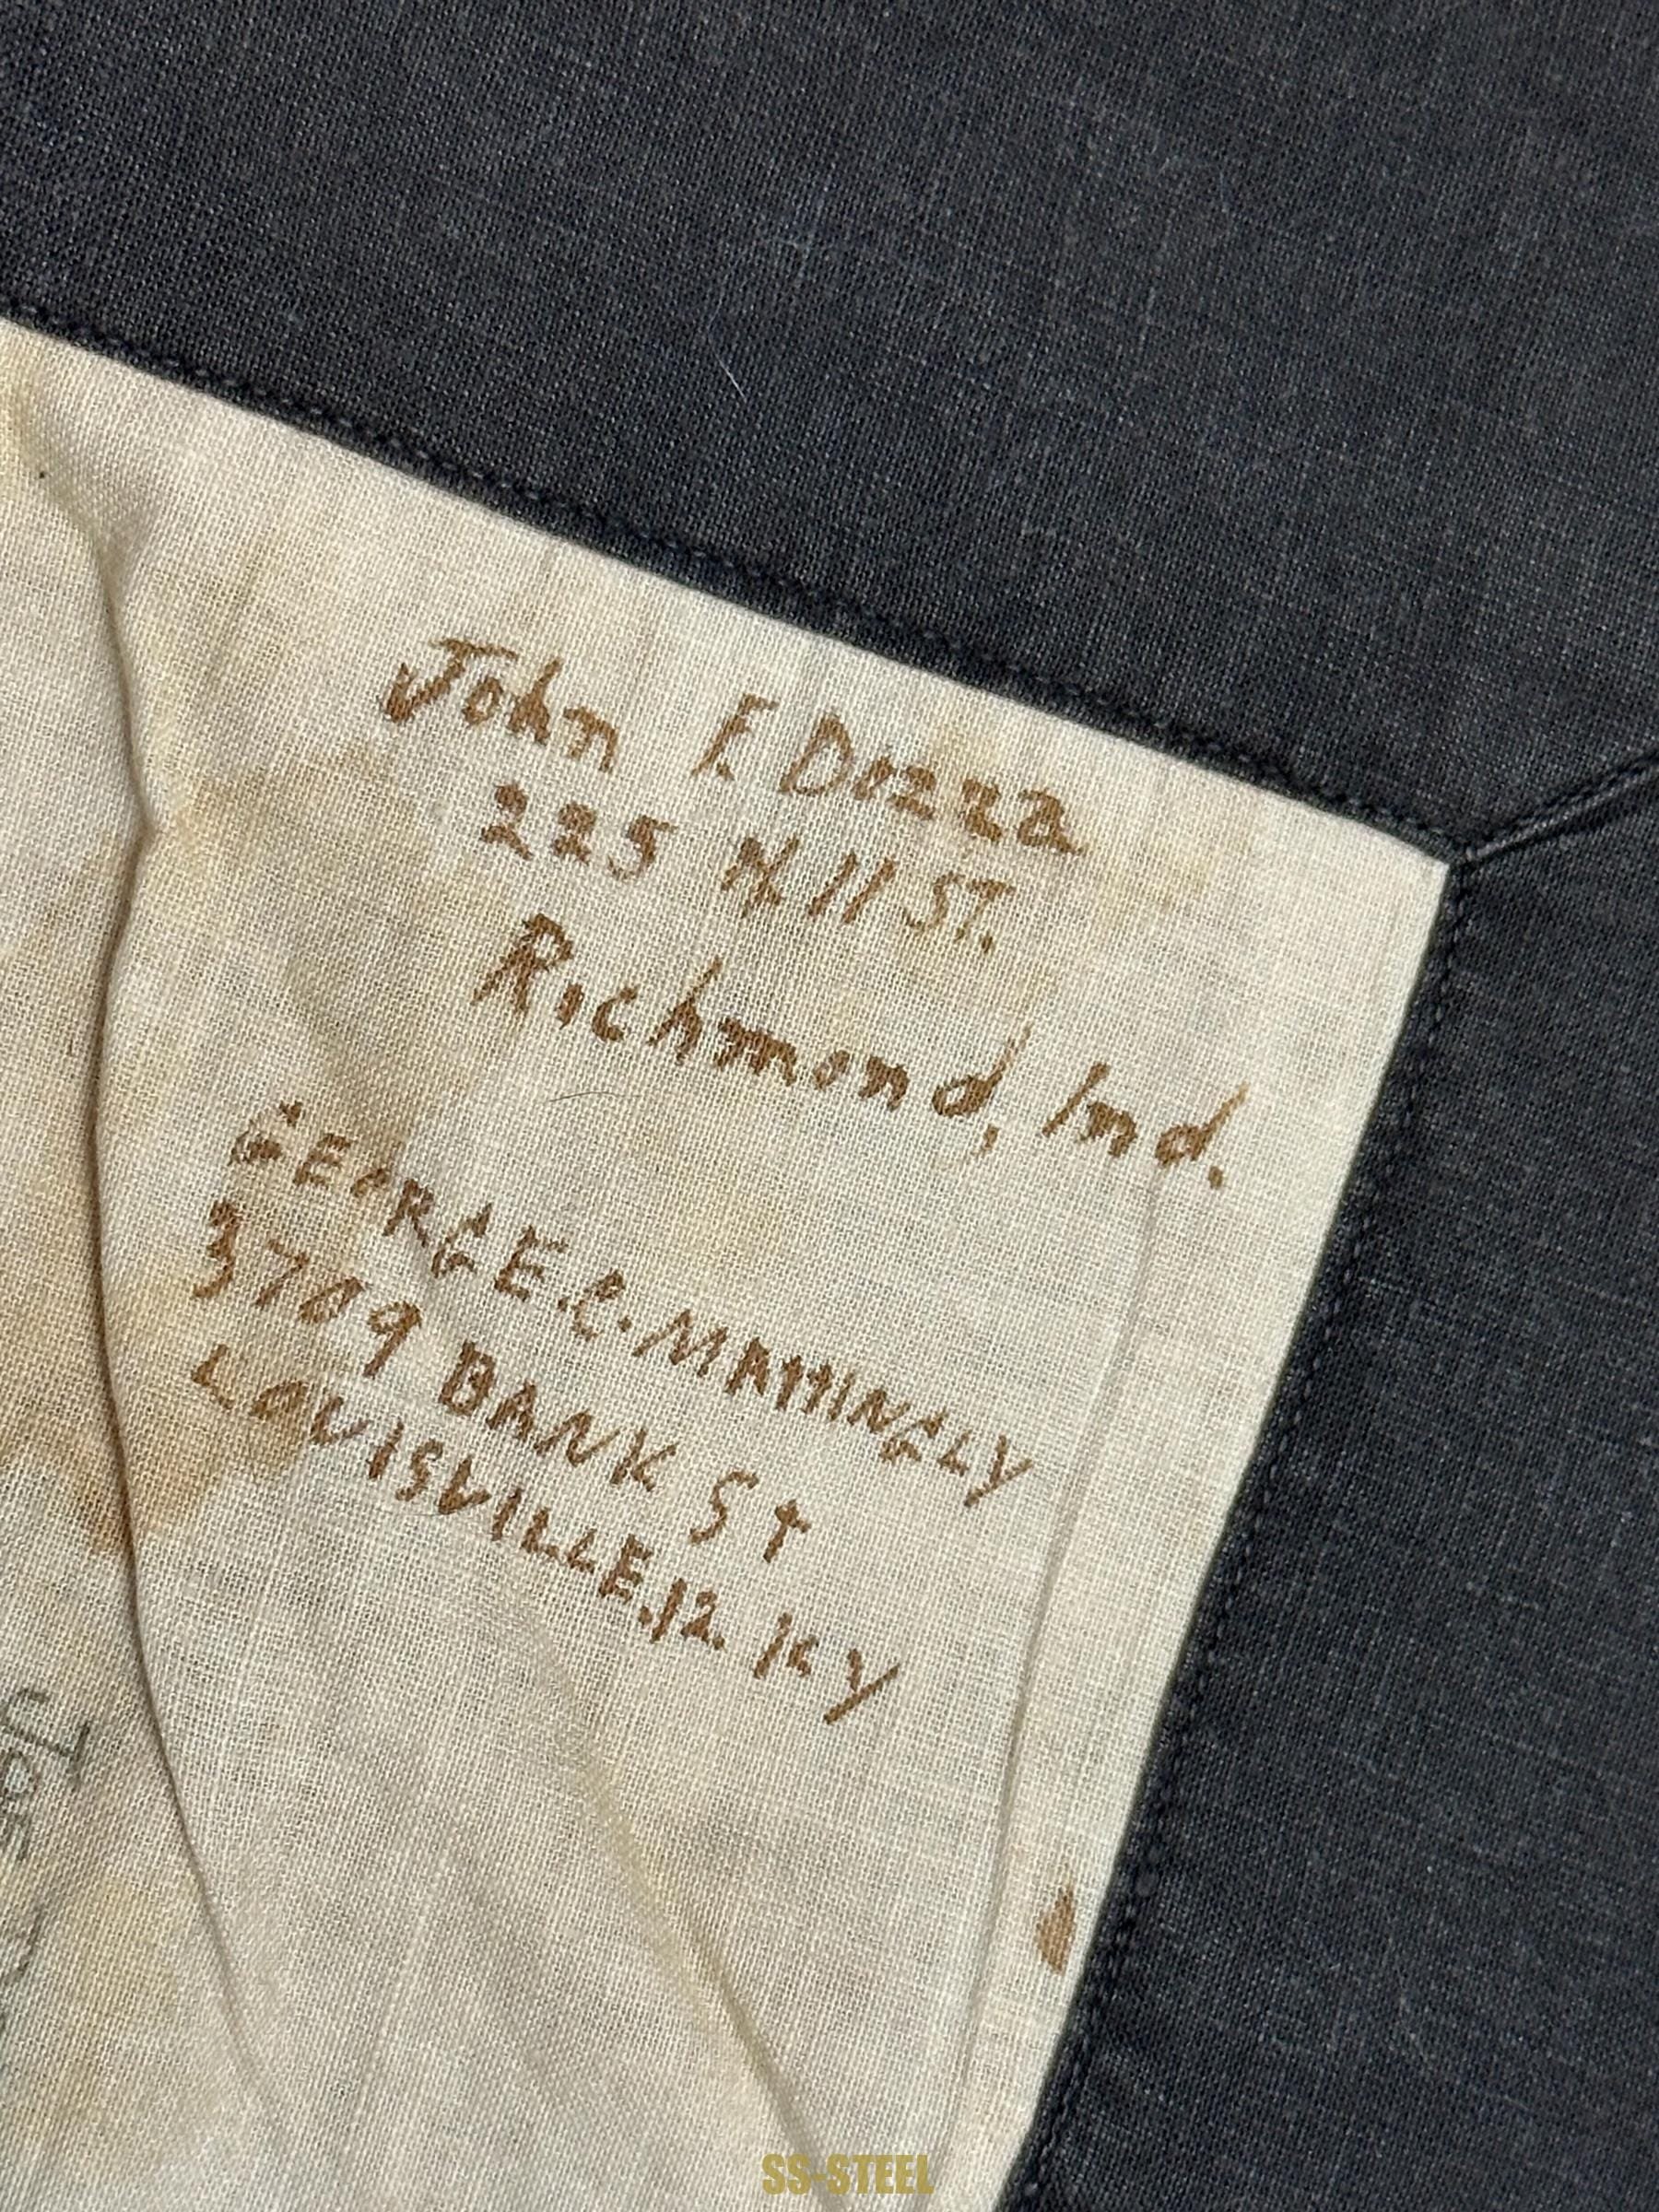 John F. Dozza
225 N 11 ST.
Richmond, Ind.
GEORGE.C.MATTINGLY
3709 BANK St
LOUISVILLE.12. KY
SS-STEEL